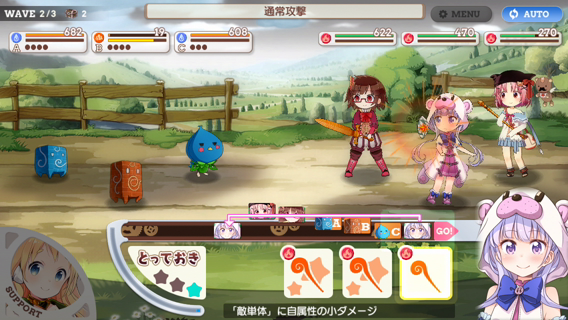 WAVE 2/3 2
通常攻撃
MENU
AUTO
682
A
19
B
608
C
622
470
270
A
B
C
GO!
とっておき
SUPPORT
「敵単体」に自属性の小ダメージ